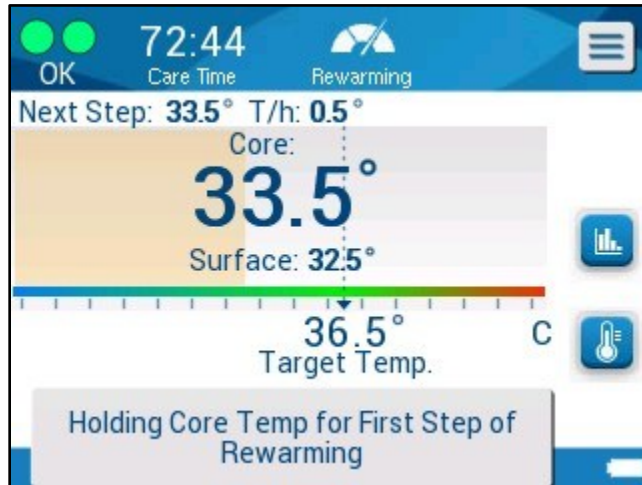 OK
72:44
Care Time
Rewarming
Next Step: 33.5° T/h: 0.5°
Core:
33.5°
Surface: 32.5°
36.5° C
Target Temp.
Holding Core Temp for First Step of
Rewarming